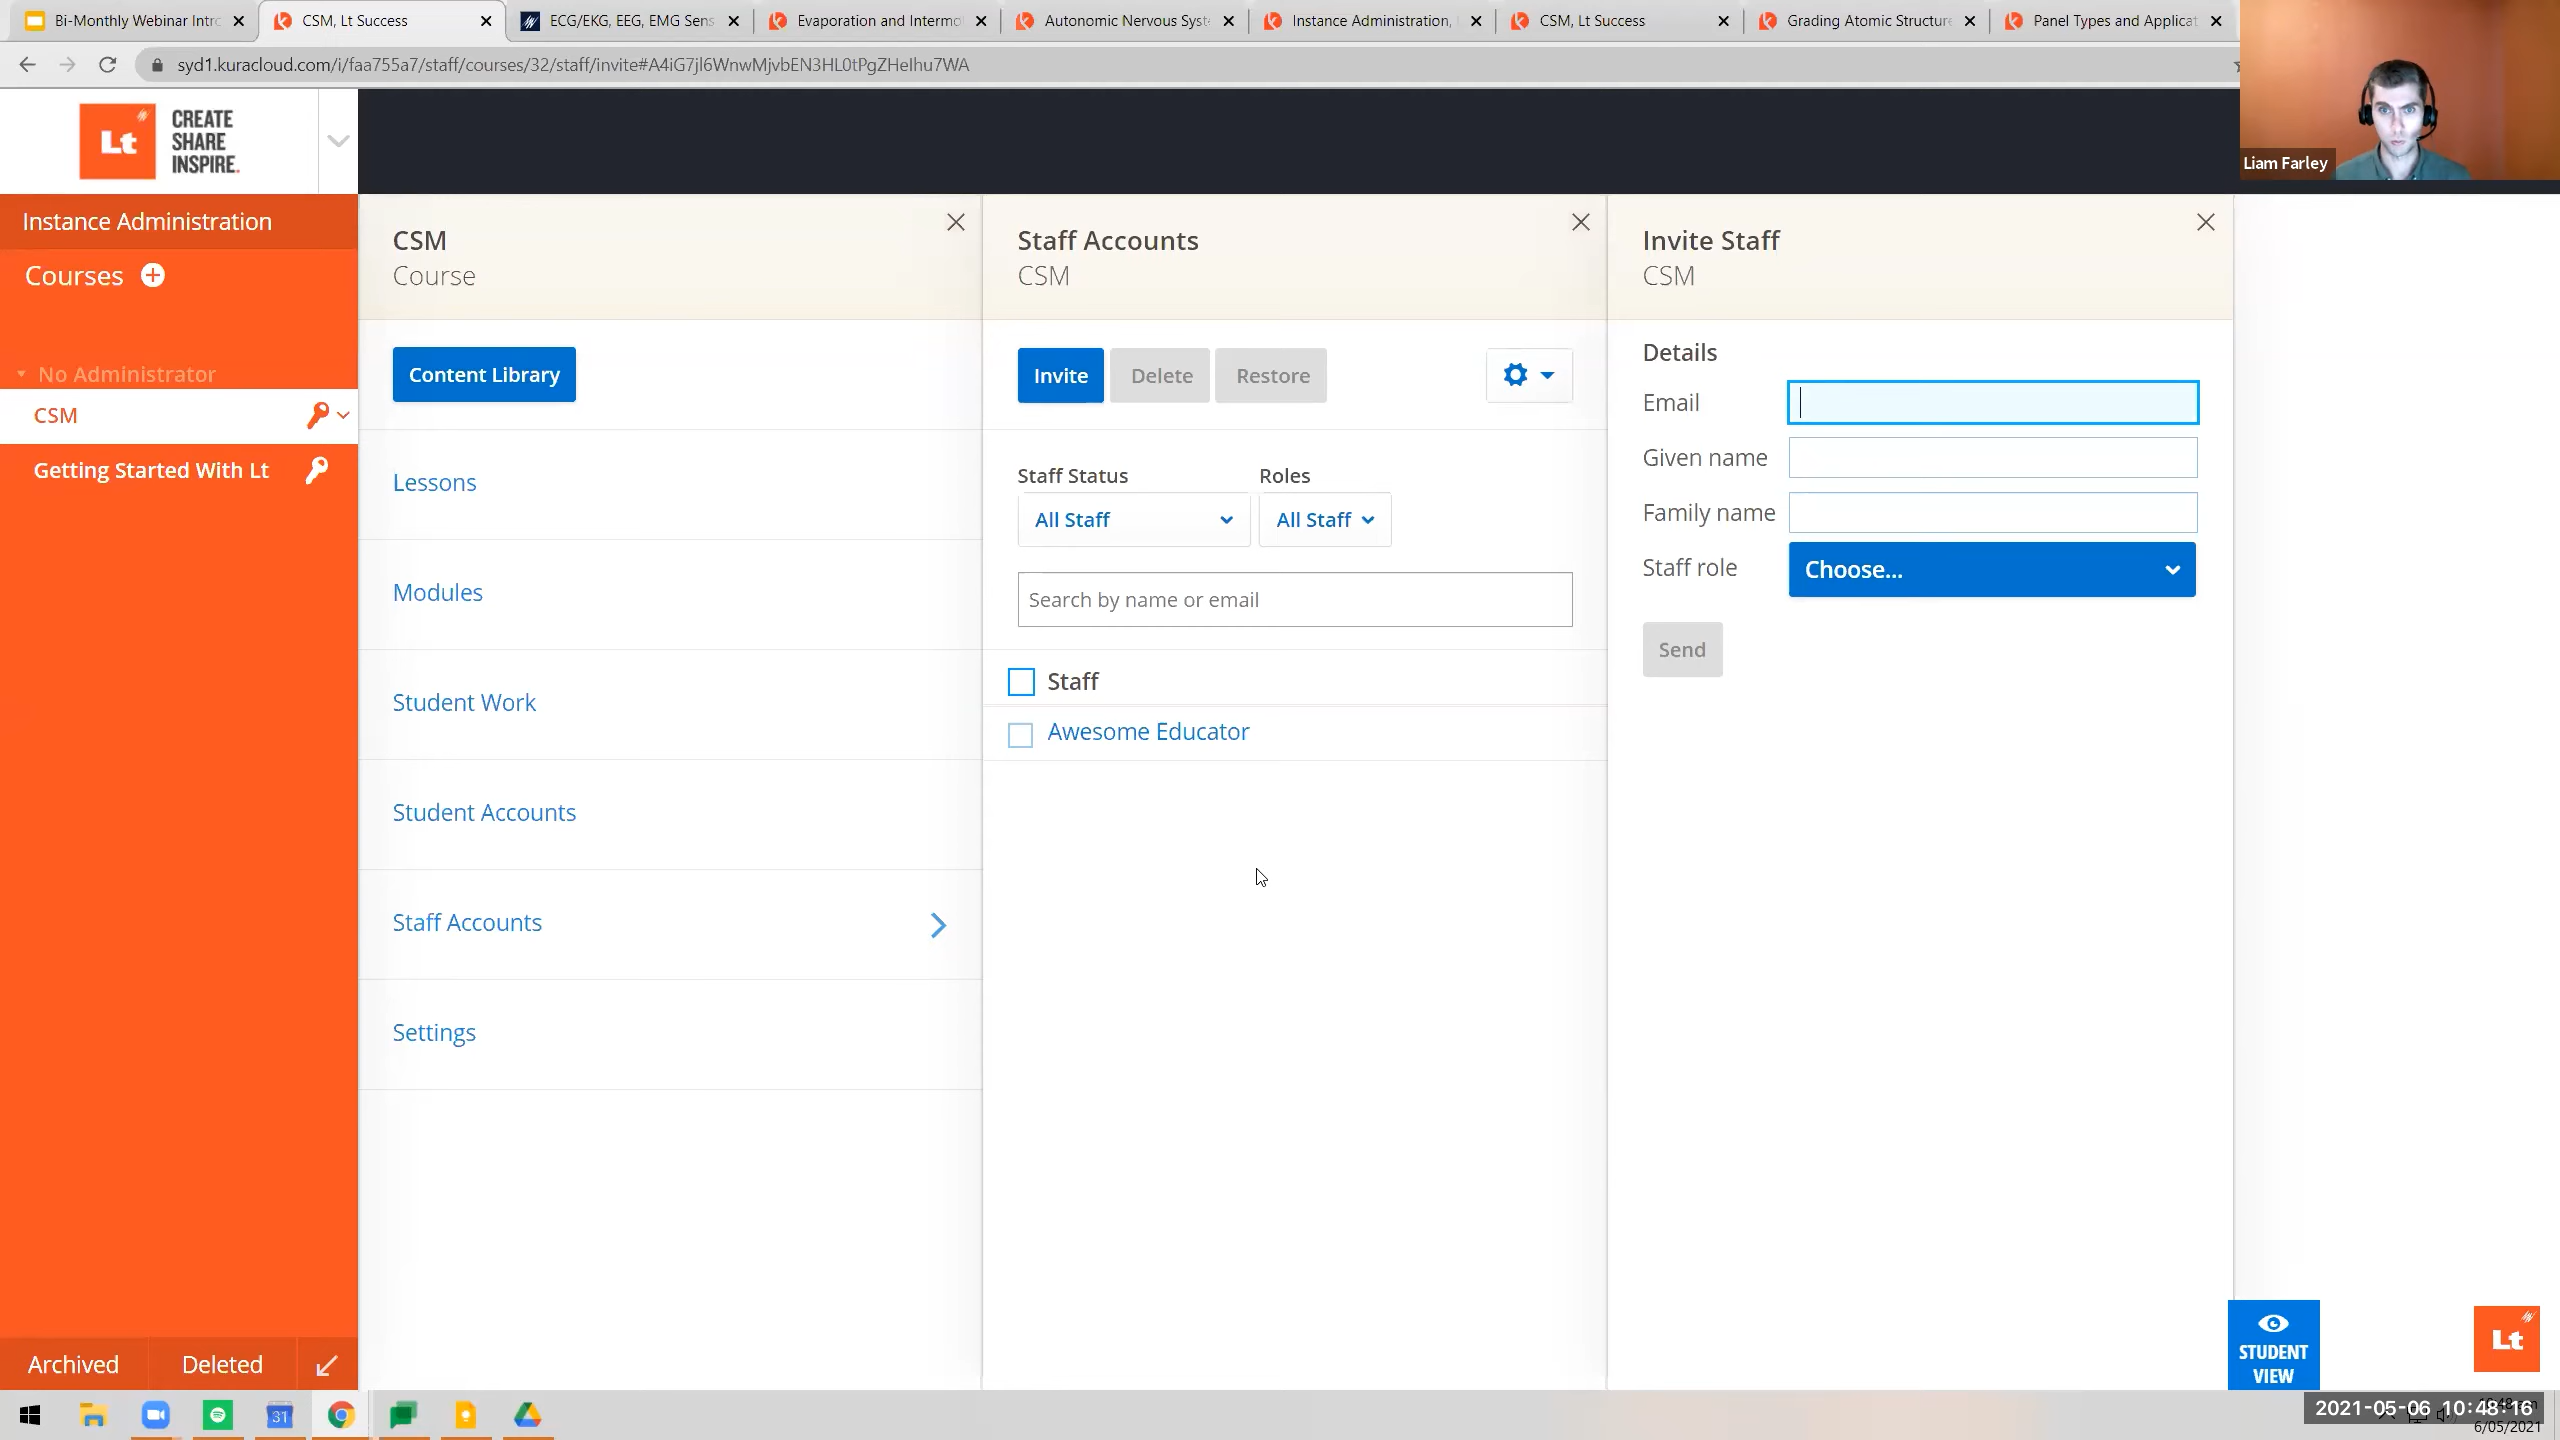 Bi-Monthly Webinar Intro
CSM, Lt Success
ECG/EKG, EEG, EMG Sens
Evaporation and Intermo
Autonomic Nervous Syst
Instance Administration,
CSM, Lt Success
Grading Atomic Structure
Panel Types and Applicat
syd1.kuracloud.com/i/faa755a7/staff/courses/32/staff/invite#A4iG7jl6WnwMjvbEN3HL0tPgZHeIhu7WA
Liam Farley
Lt
CREATE
SHARE
INSPIRE.
Instance Administration
Courses
No Administrator
CSM
Getting Started With Lt
Archived
Deleted
CSM
Course
Content Library
Lessons
Modules
Student Work
Student Accounts
Staff Accounts
Settings
Staff Accounts
CSM
Invite
Delete
Restore
Staff Status
Roles
All Staff
All Staff
Search by name or email
Staff
Awesome Educator
Invite Staff
CSM
Details
Email
Given name
Family name
Staff role
Choose...
Send
STUDENT
VIEW
Lt
31
2021-05-06 10:48:16
6/05/2021